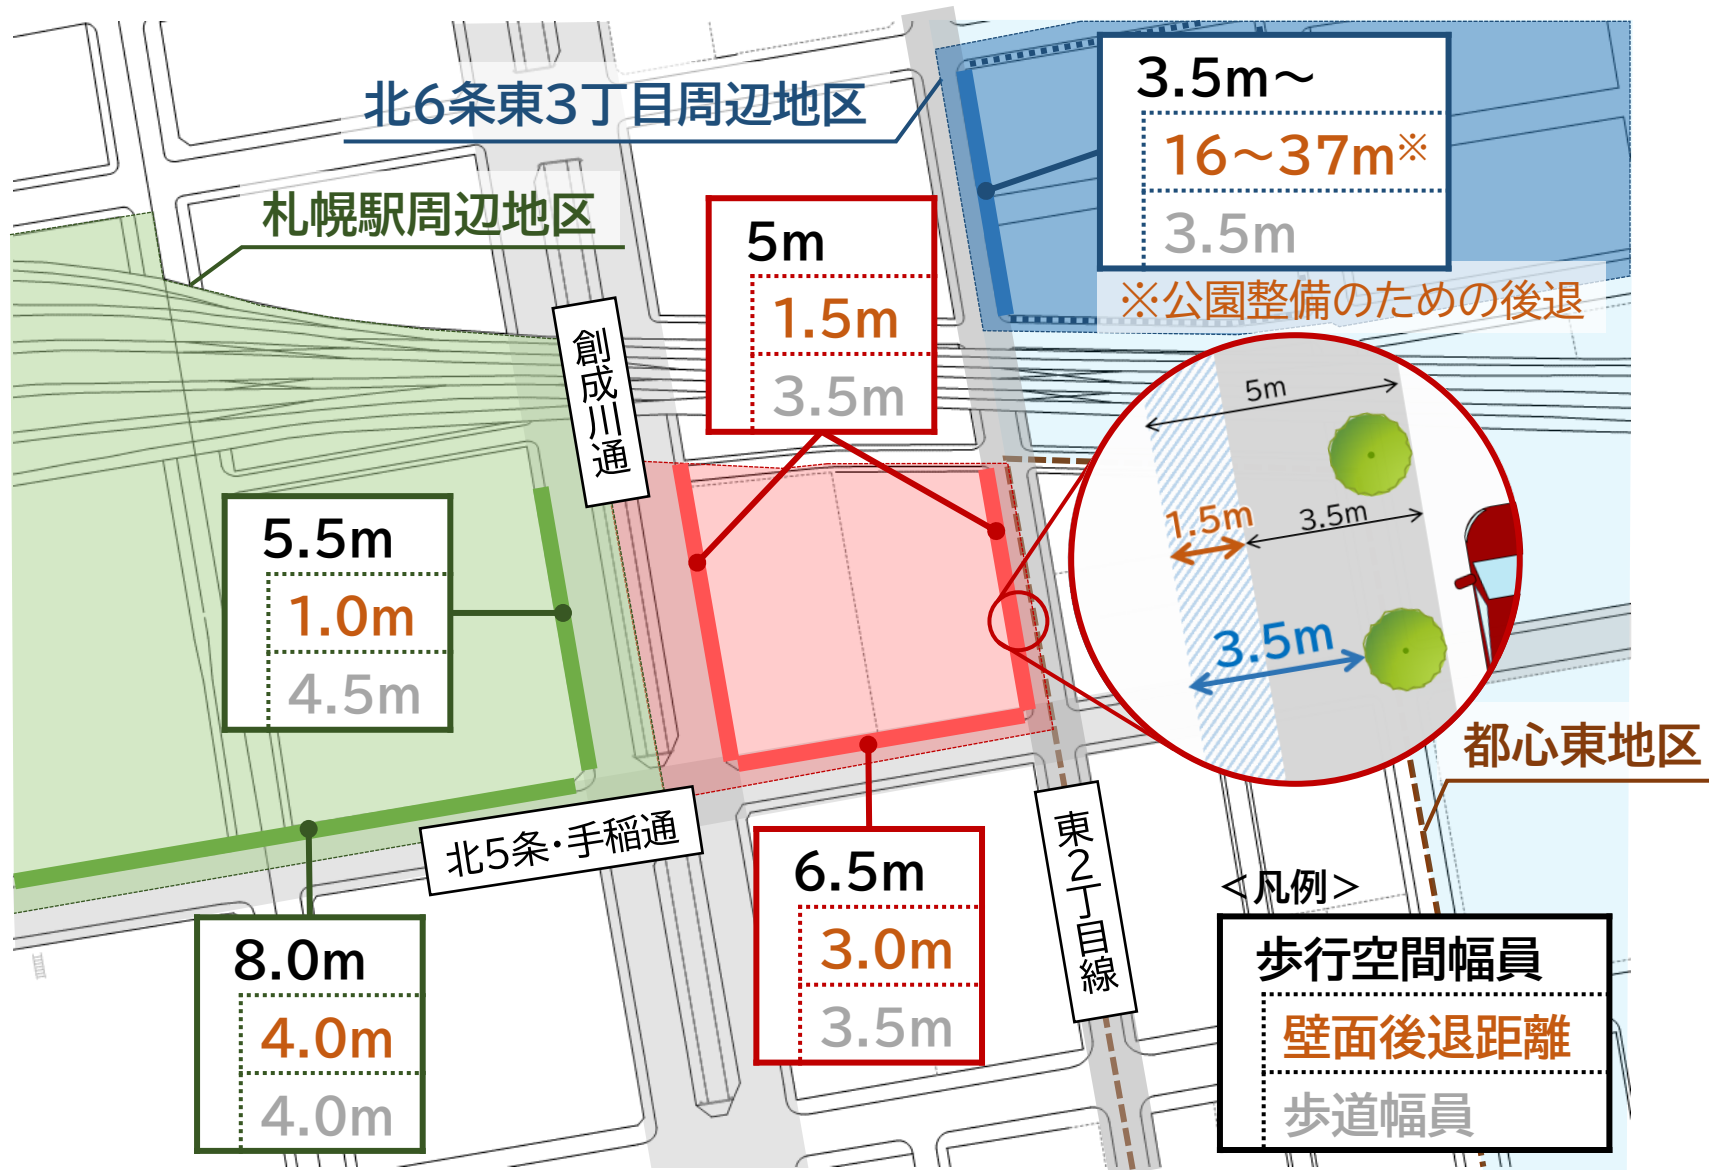 北6条東3丁目周辺地区
3.5m～
16～37m※
3.5m
※公園整備のための後退
札幌駅周辺地区
5m
1.5m
3.5m
創成川通
5m
1.5m
3.5m
3.5m
5.5m
1.0m
4.5m
都心東地区
北5条・手稲通
東2丁目線
6.5m
3.0m
3.5m
8.0m
4.0m
4.0m
＜凡例＞
歩行空間幅員
壁面後退距離
歩道幅員